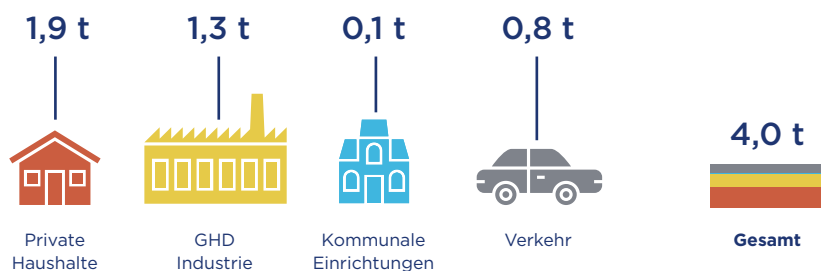 1,9 t
1,3 t
0,1 t
0,8 t
4,0 t
Private
Haushalte
GHD
Industrie
Kommunale
Einrichtungen
Verkehr
Gesamt